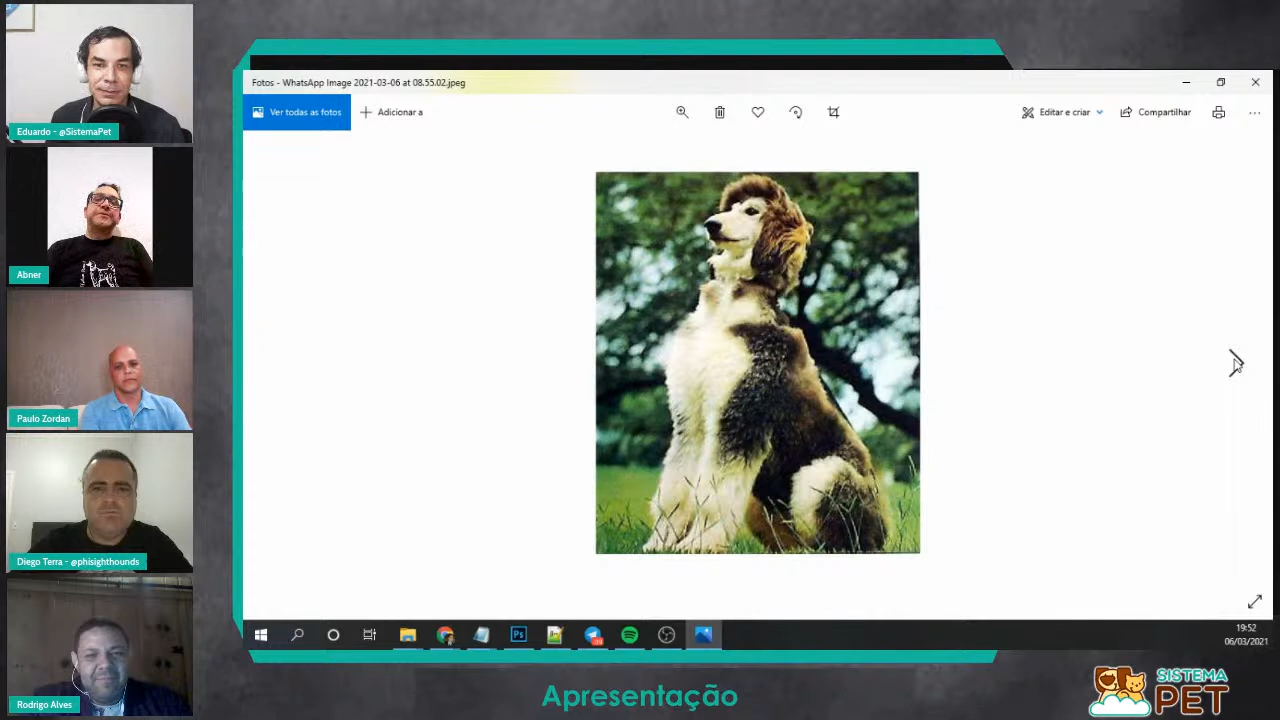 Eduardo - @SistemaPet
Abner
Paulo Zordan
Diego Terra - @phisighthounds
Rodrigo Alves
Fotos - WhatsApp Image 2021-03-06 at 08.55.02.jpeg
Ver todas as fotos
Adicionar a
Editar e criar
Compartilhar
Ps
19:52
06/03/2021
Apresentação
SISTEMA
PET